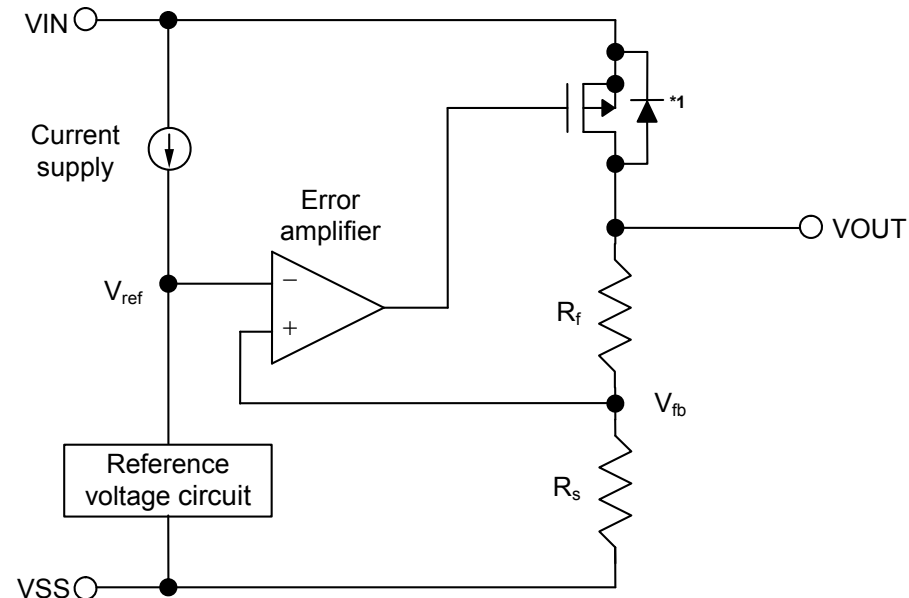 VIN
*1
Current
supply
Error
amplifier
VOUT
Vref
−
+
Rf
Vfb
Reference
voltage circuit
Rs
VSS